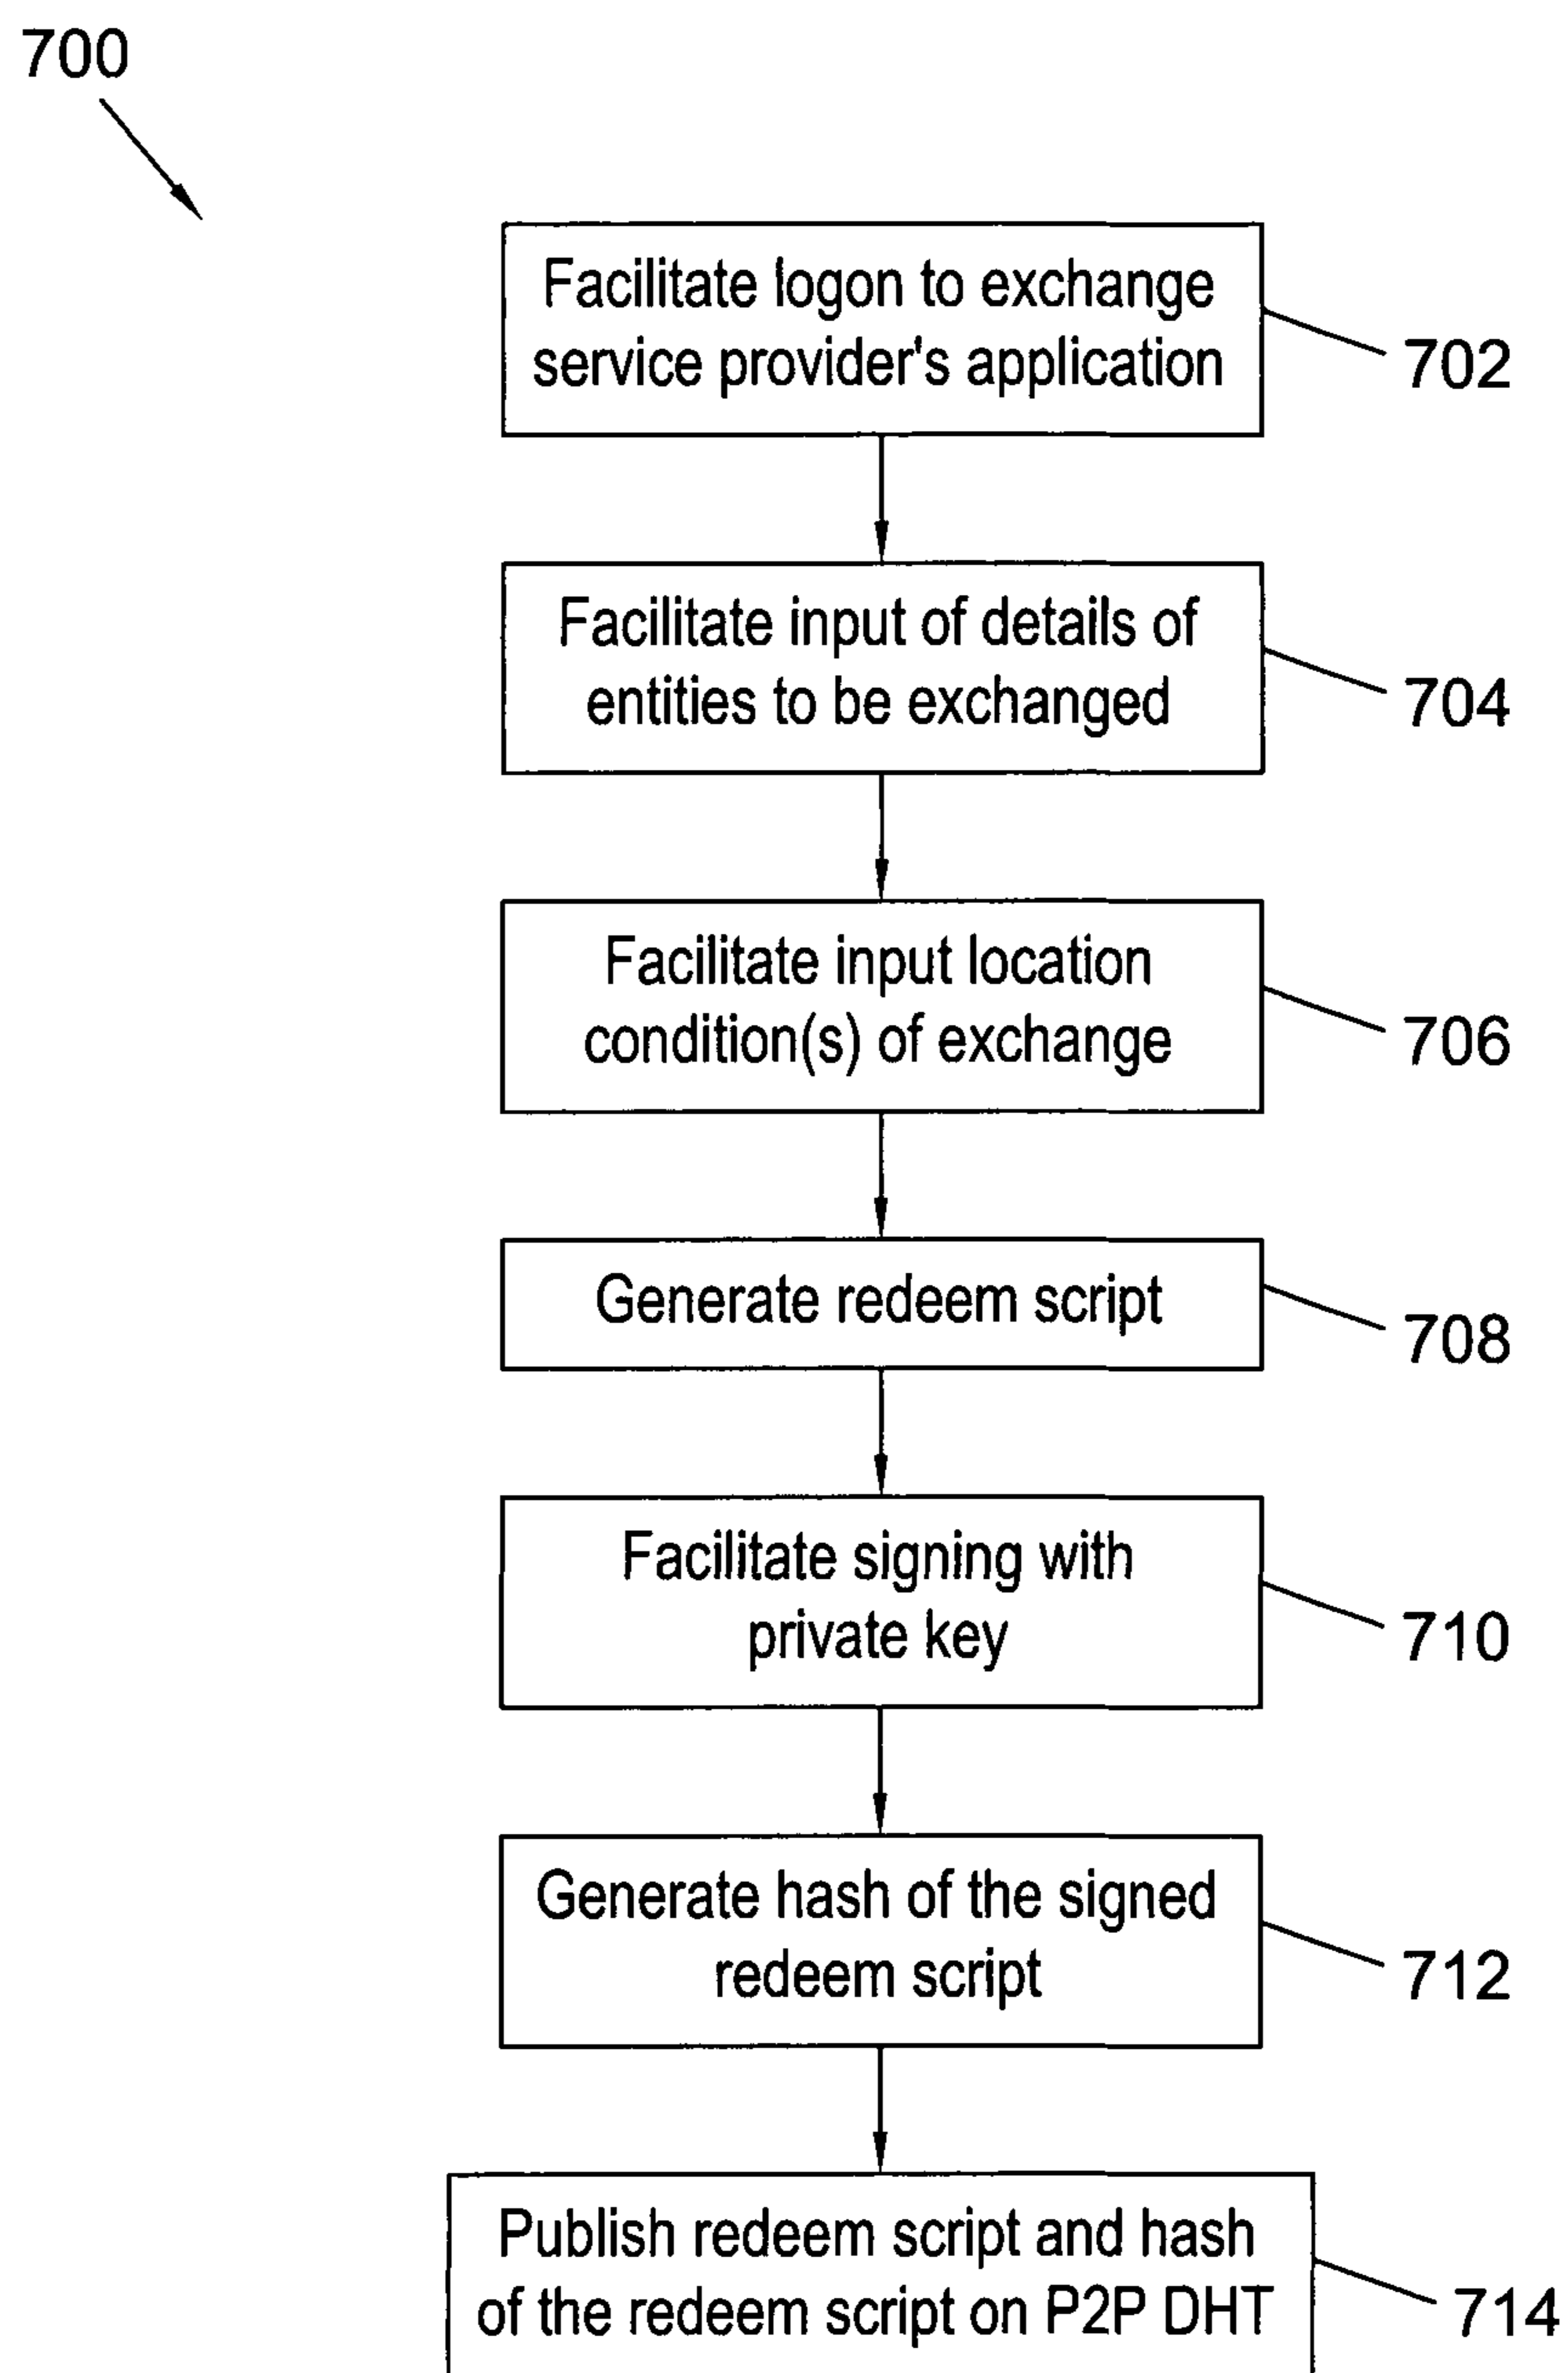 700
Facilitate logon to exchange
service provider's application
702
Facilitate input of details of
entities to be exchanged
704
Facilitate input location
condition(s) of exchange
706
Generate redeem script
708
Facilitate signing with
private key
710
Generate hash of the signed
redeem script
712
Publish redeem script and hash
of the redeem script on P2P DHT
714